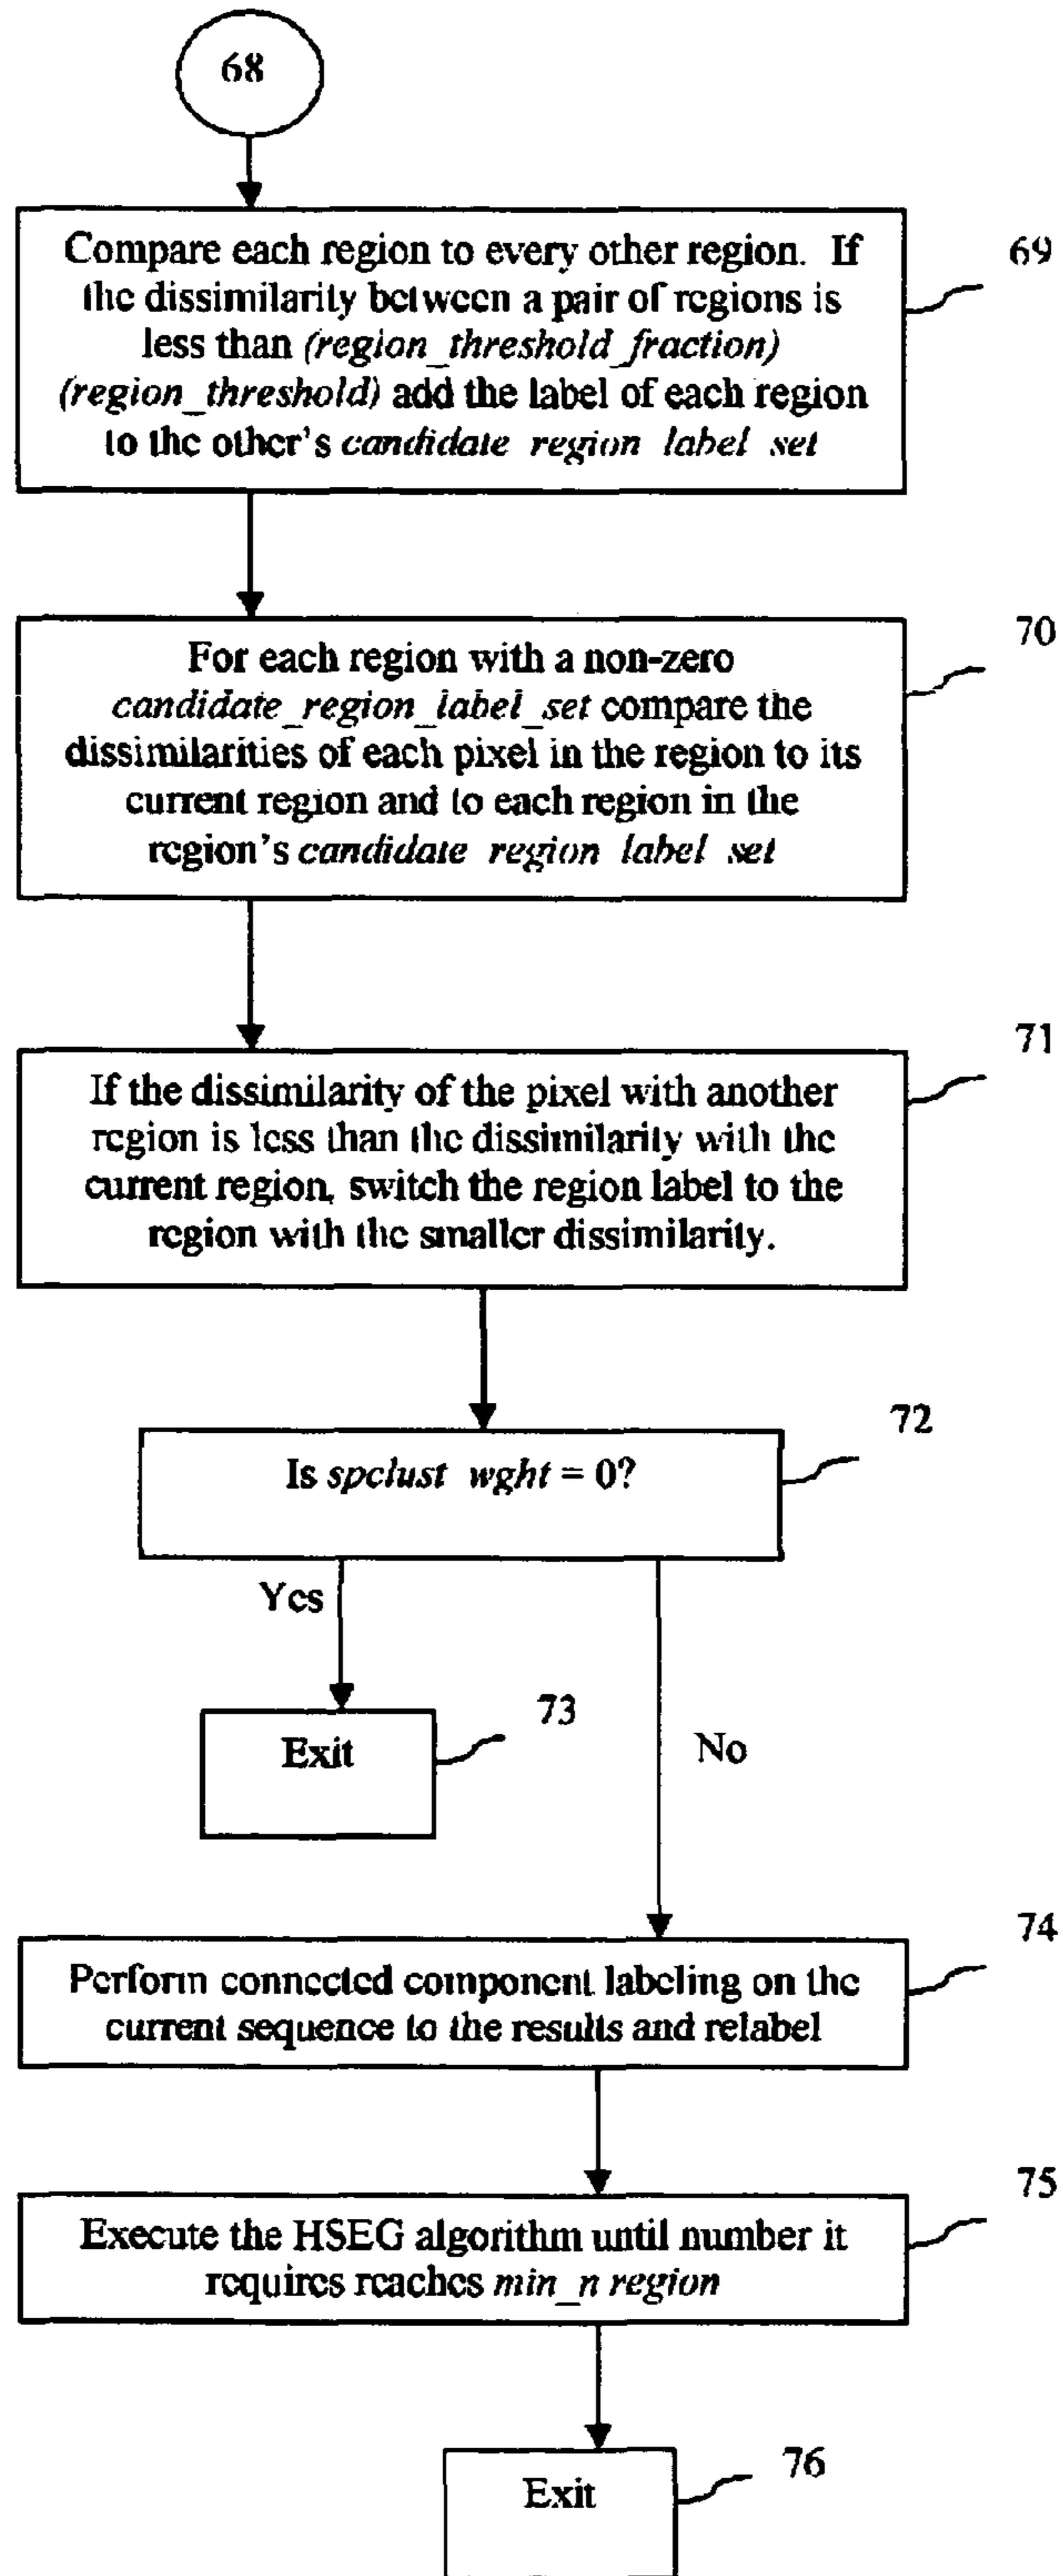 68
Compare each region to every other region. If
the dissimilarity between a pair of regions is
less than (region_threshold_fraction)
(region_threshold) add the label of each region
to the other's candidate region label set
69
For each region with a non-zero
candidate_region_label_set compare the
dissimilarities of each pixel in the region to its
current region and to each region in the
region's candidate region label set
70
If the dissimilarity of the pixel with another
region is less than the dissimilarity with the
current region, switch the region label to the
region with the smaller dissimilarity.
71
Is spclust wght = 0?
72
Yes
No
Exit
73
Perform connected component labeling on the
current sequence to the results and relabel
74
Execute the HSEG algorithm until number it
requires reaches min_n region
75
Exit
76